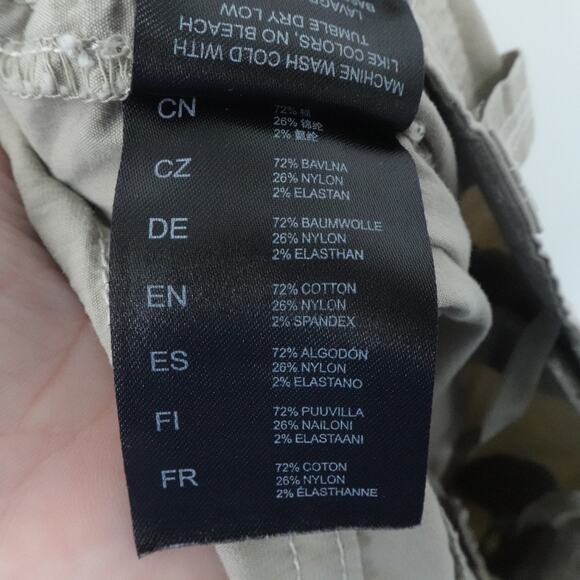 LAVAR
MACHINE WASH COLD WITH
LIKE COLORS, NO BLEACH
TUMBLE DRY LOW
CN
72% 棉
26% 锦纶
2% 氨纶
CZ
72% BAVLNA
26% NYLON
2% ELASTAN
DE
72% BAUMWOLLE
26% NYLON
2% ELASTHAN
EN
72% COTTON
26% NYLON
2% SPANDEX
ES
72% ALGODÓN
26% NYLON
2% ELASTANO
FI
72% PUUVILLA
26% NAILONI
2% ELASTAANI
FR
72% COTON
26% NYLON
2% ÉLASTHANNE